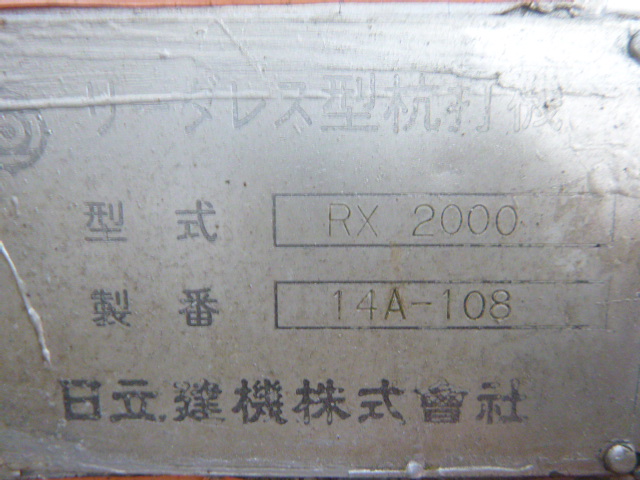 リーダレス型杭打機
型式 RX 2000
製番 14A-108
日立建機株式會社